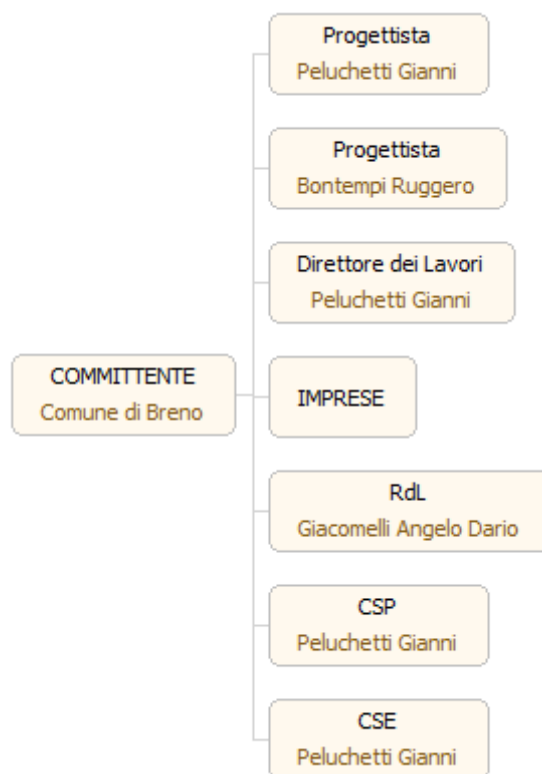 Progettista
Peluchetti Gianni
Progettista
Bontempi Ruggero
Direttore dei Lavori
Peluchetti Gianni
COMMITTENTE
Comune di Breno
IMPRESE
RdL
Giacomelli Angelo Dario
CSP
Peluchetti Gianni
CSE
Peluchetti Gianni